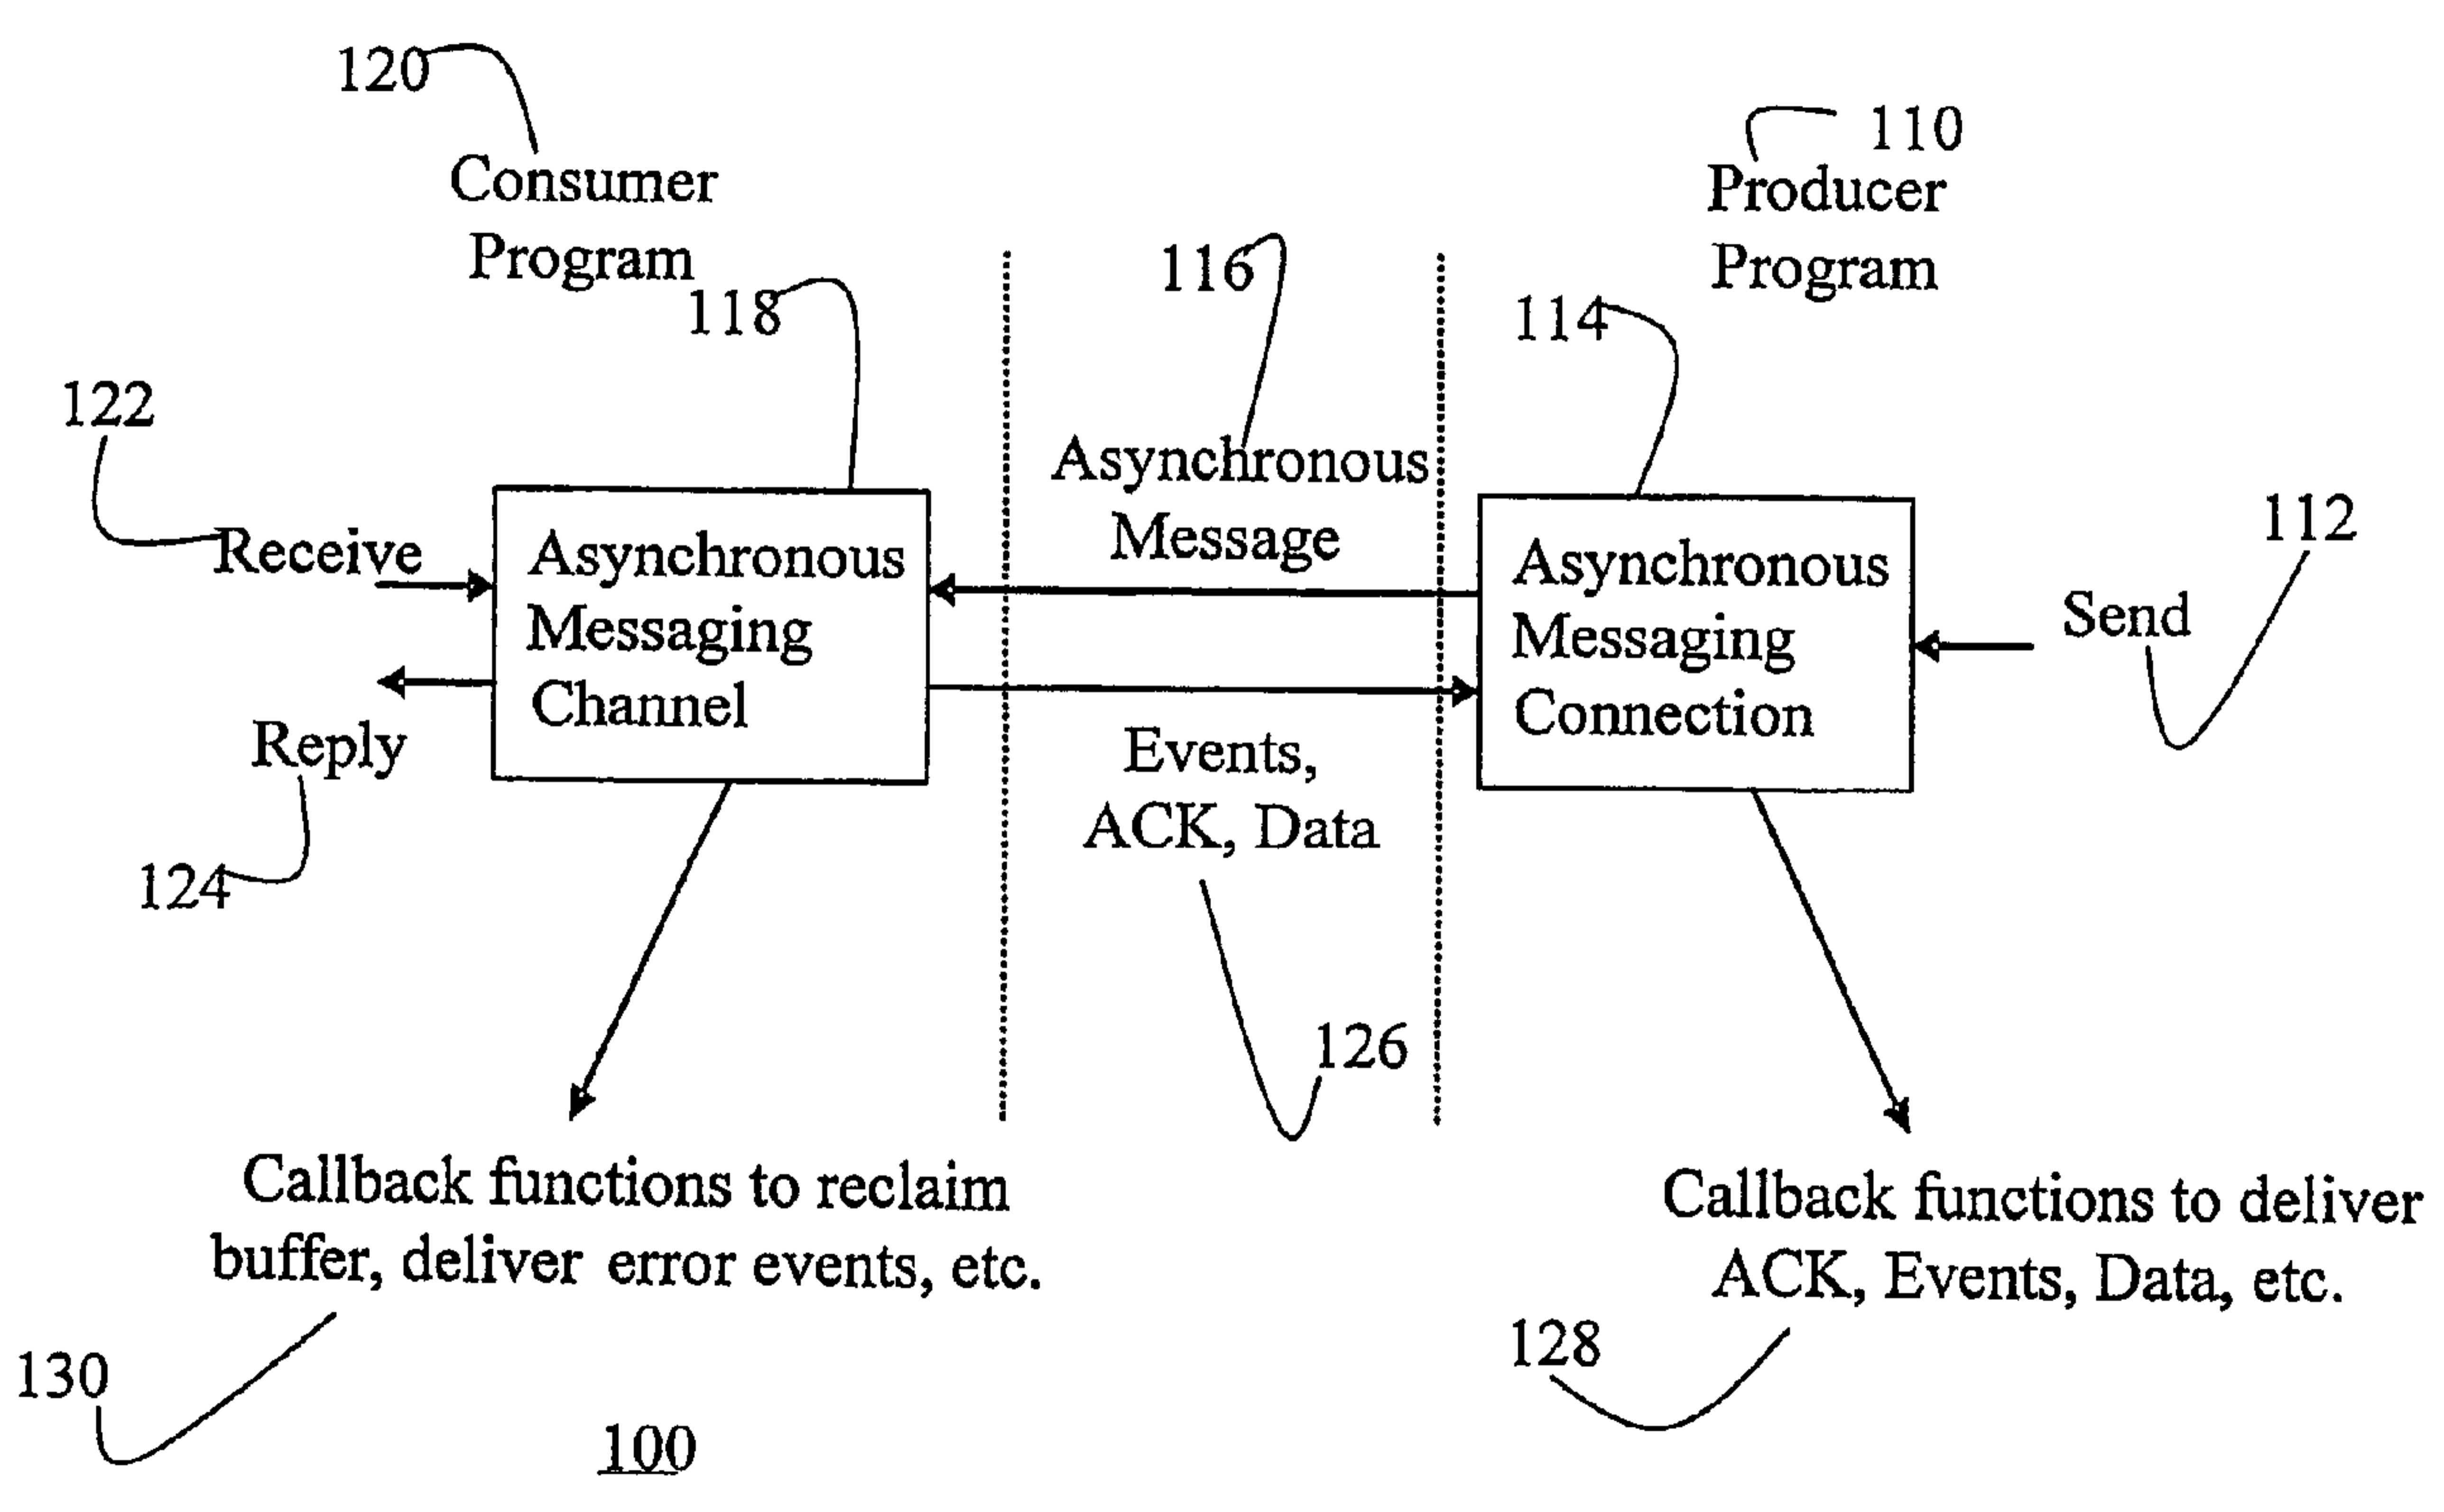 120
Consumer
Program
110
Producer
Program
116
118
114
122
112
Receive
Asynchronous
Messaging
Channel
Asynchronous
Message
Asynchronous
Messaging
Connection
Send
Reply
Events,
ACK, Data
124
126
Callback functions to reclaim
buffer, deliver error events, etc.
Callback functions to deliver
ACK, Events, Data, etc.
130
128
100